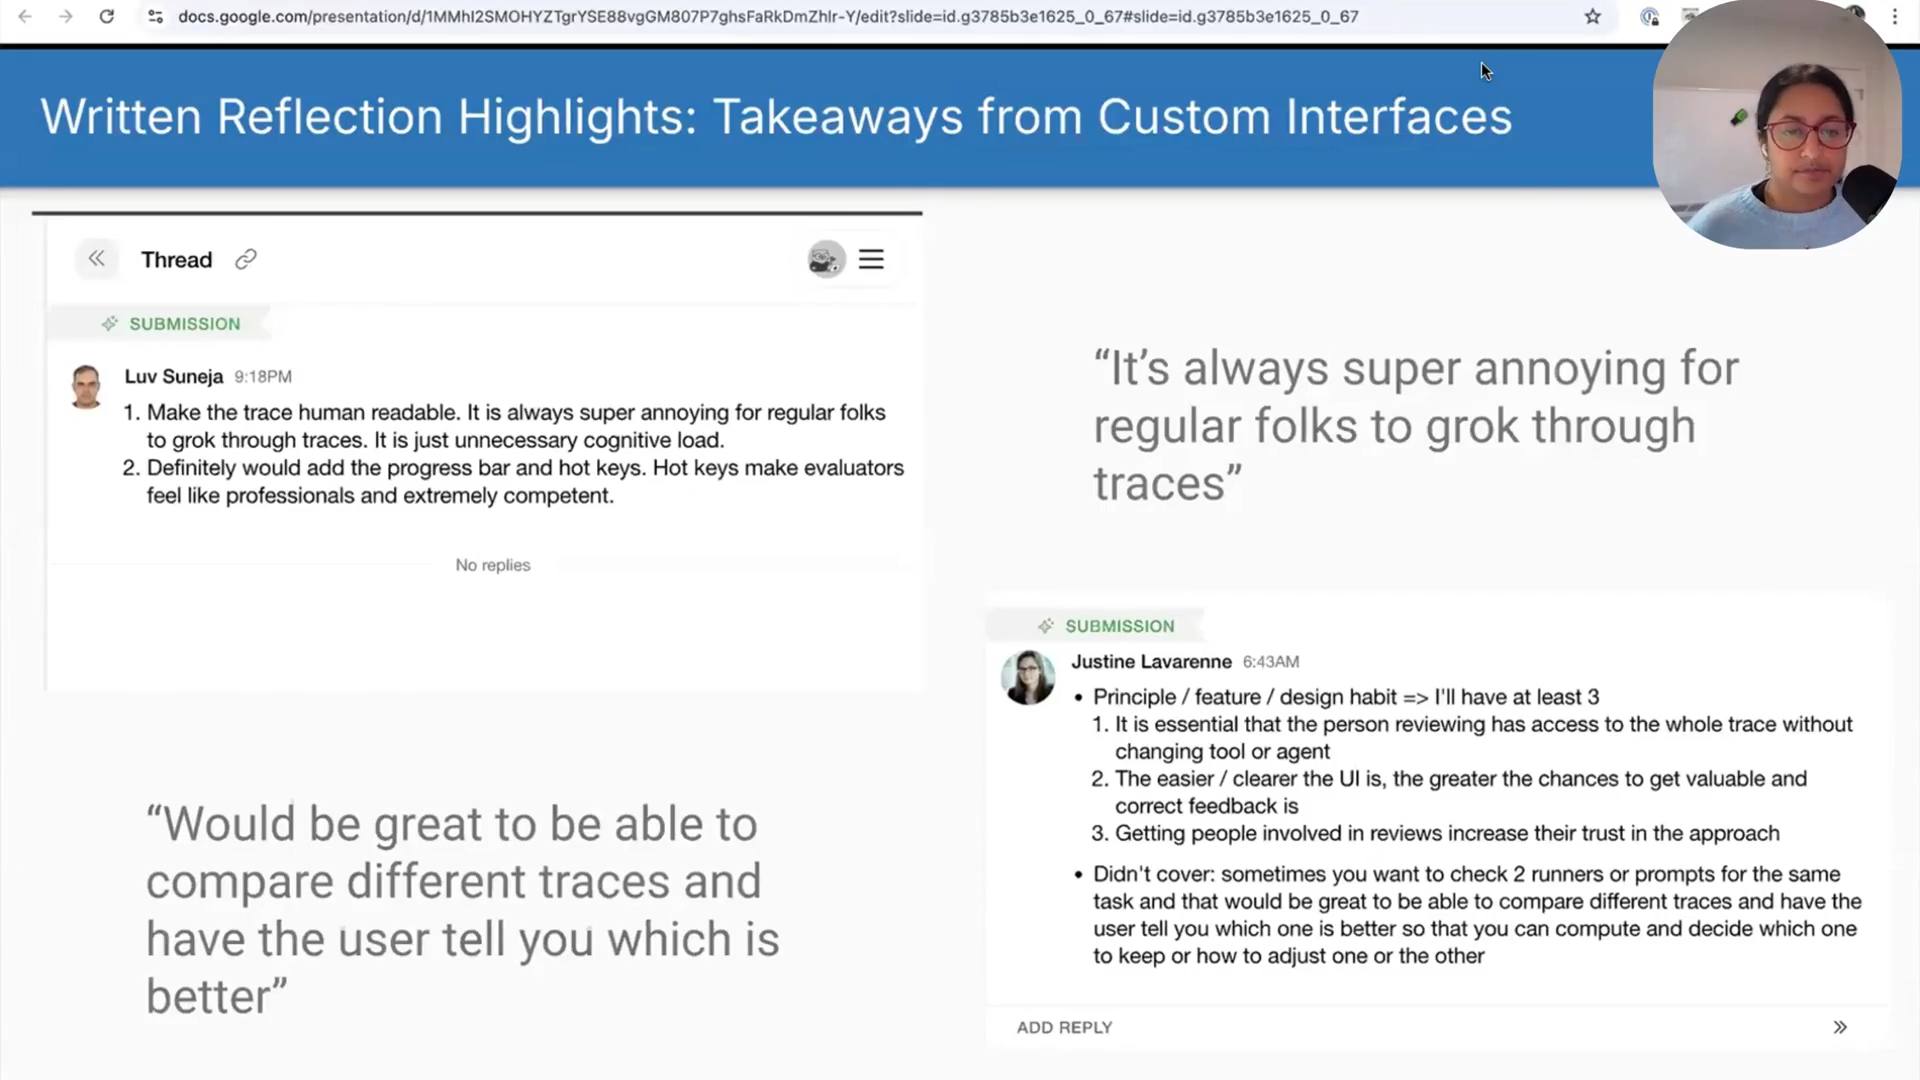 docs.google.com/presentation/d/1MMhI2SMOHYZTgrYSE88vgGM807P7ghsFaRkDmZhIr-Y/edit?slide=id.g3785b3e1625_0_67#slide=id.g3785b3e1625_0_67
Written Reflection Highlights: Takeaways from Custom Interfaces
Thread
SUBMISSION
Luv Suneja 9:18PM
1. Make the trace human readable. It is always super annoying for regular folks
to grok through traces. It is just unnecessary cognitive load.
2. Definitely would add the progress bar and hot keys. Hot keys make evaluators
feel like professionals and extremely competent.
No replies
“It’s always super annoying for
regular folks to grok through
traces”
“Would be great to be able to
compare different traces and
have the user tell you which is
better”
SUBMISSION
Justine Lavarenne 6:43AM
• Principle / feature / design habit => I'll have at least 3
1. It is essential that the person reviewing has access to the whole trace without
changing tool or agent
2. The easier / clearer the UI is, the greater the chances to get valuable and
correct feedback is
3. Getting people involved in reviews increase their trust in the approach
• Didn't cover: sometimes you want to check 2 runners or prompts for the same
task and that would be great to be able to compare different traces and have the
user tell you which one is better so that you can compute and decide which one
to keep or how to adjust one or the other
ADD REPLY